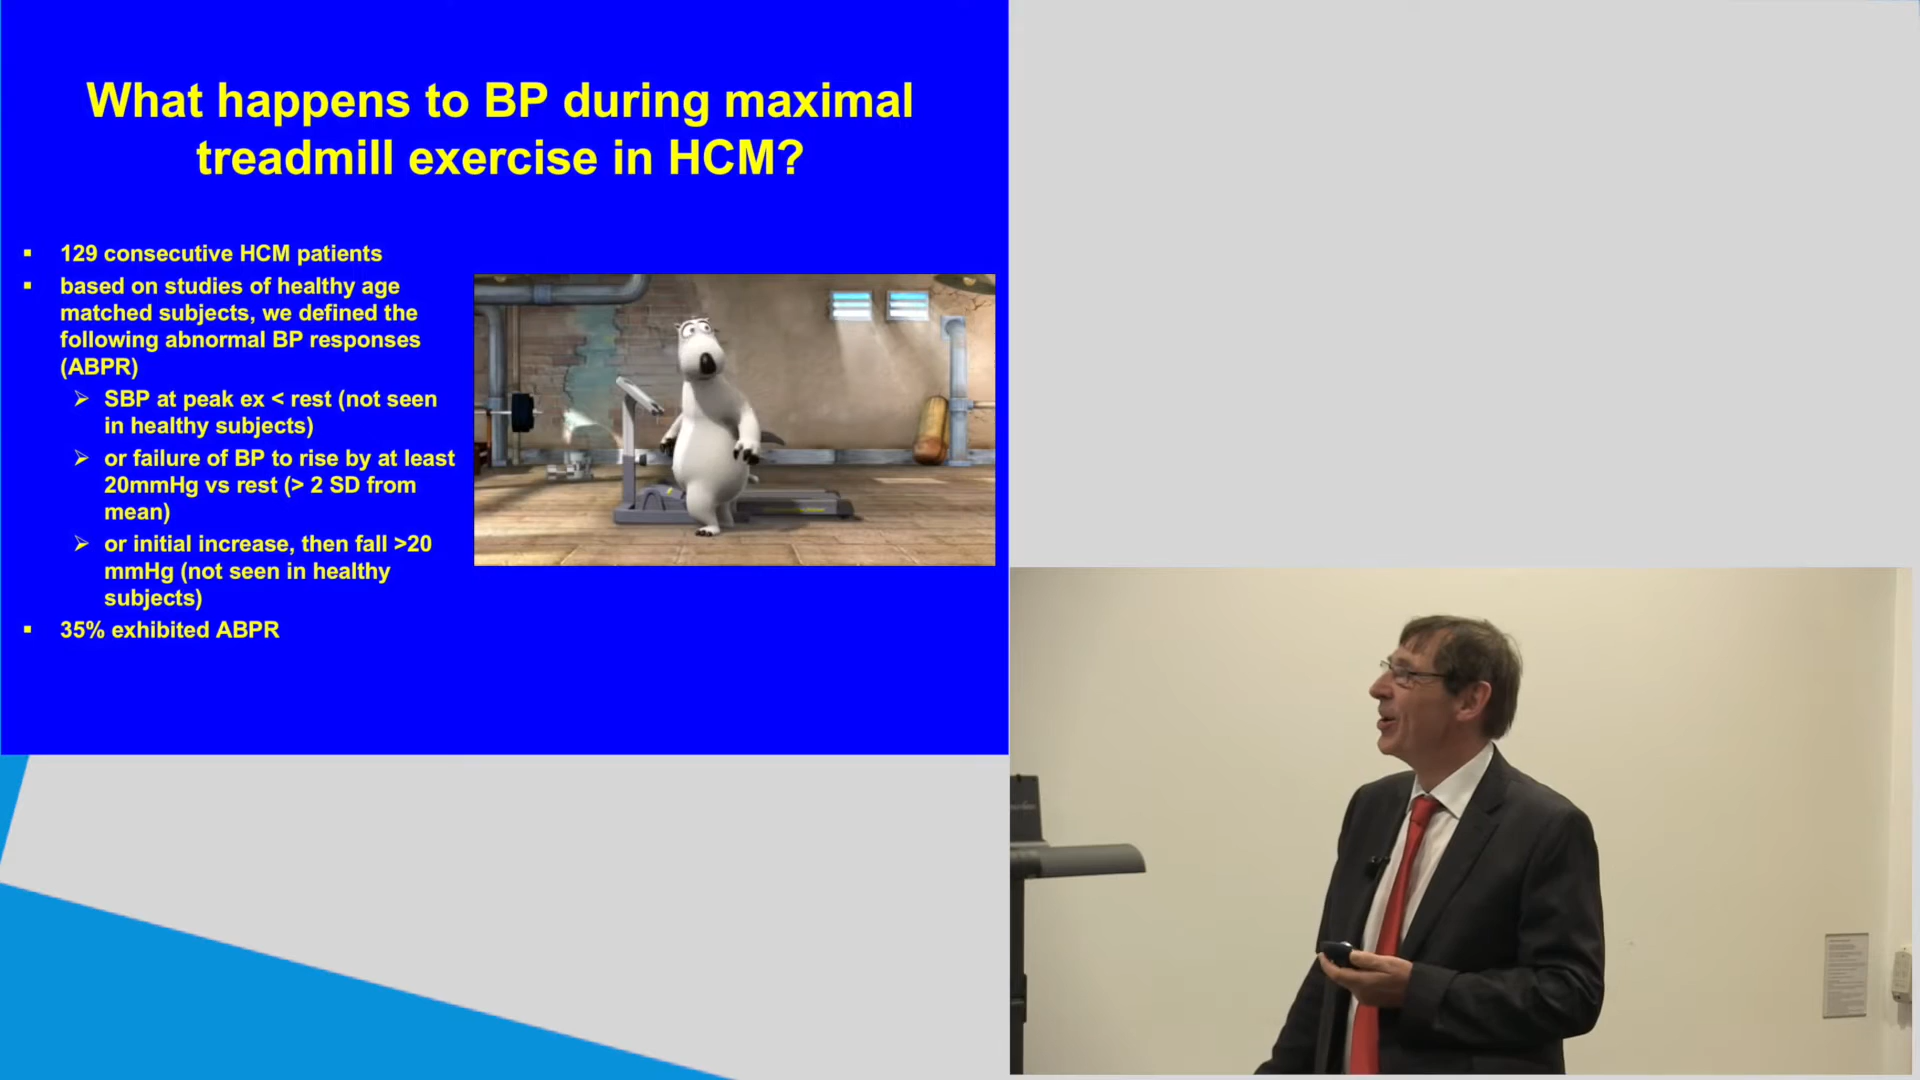 What happens to BP during maximal
treadmill exercise in HCM?
▪ 129 consecutive HCM patients
▪ based on studies of healthy age
matched subjects, we defined the
following abnormal BP responses
(ABPR)
➢ SBP at peak ex < rest (not seen
in healthy subjects)
➢ or failure of BP to rise by at least
20mmHg vs rest (> 2 SD from
mean)
➢ or initial increase, then fall >20
mmHg (not seen in healthy
subjects)
▪ 35% exhibited ABPR